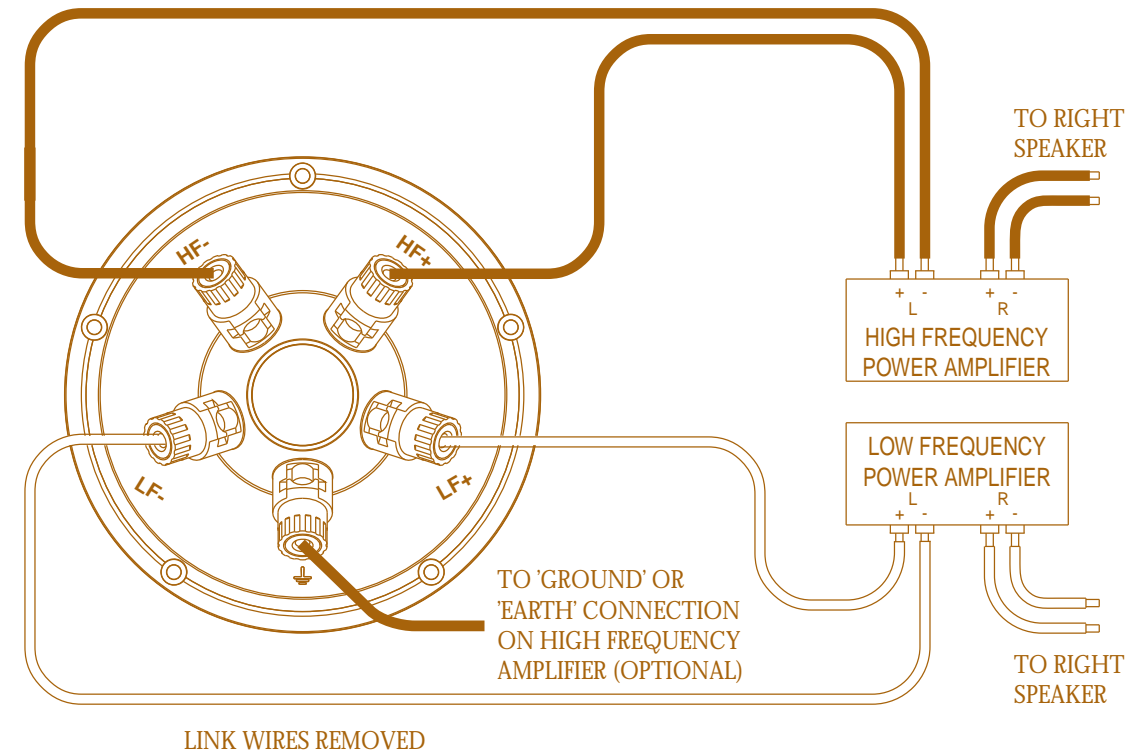 TO RIGHT
SPEAKER
HF-
HF+
+ - + -
L R
HIGH FREQUENCY
POWER AMPLIFIER
LOW FREQUENCY
POWER AMPLIFIER
L R
+ - + -
LF-
LF+
TO 'GROUND' OR
'EARTH' CONNECTION
ON HIGH FREQUENCY
AMPLIFIER (OPTIONAL)
TO RIGHT
SPEAKER
LINK WIRES REMOVED